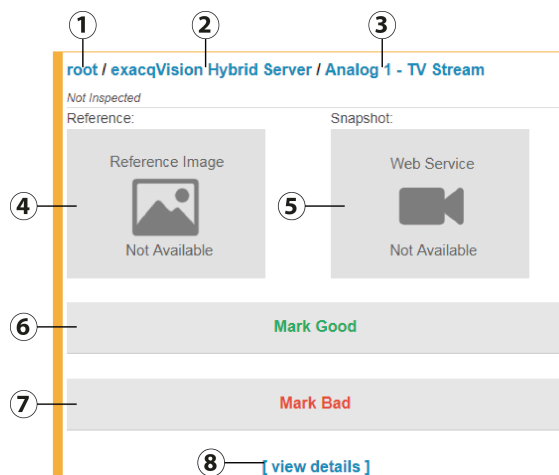 1 2 3
root / exacqVision Hybrid Server / Analog 1 - TV Stream
Not Inspected
Reference: Snapshot:
Reference Image Web Service
4 5
Not Available Not Available
6 Mark Good
7 Mark Bad
8 [ view details ]